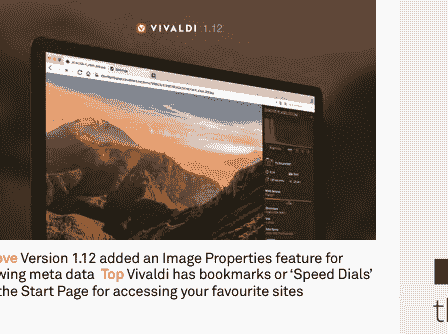 VIVALDI 1.12
ove Version 1.12 added an Image Properties feature for
wing meta data Top Vivaldi has bookmarks or ‘Speed Dials’
the Start Page for accessing your favourite sites
t